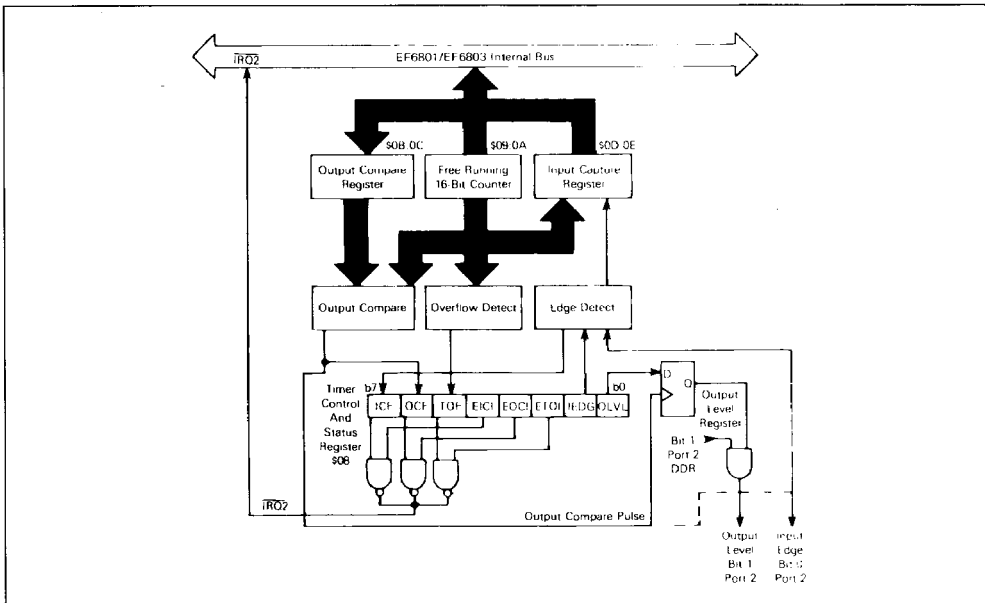 EF6801/EF6803 Internal Bus
IRQ2
$0B:0C
$09:0A
$0D:0E
Output Compare
Register
Free Running
16-Bit Counter
Input Capture
Register
Output Compare
Overflow Detect
Edge Detect
Timer
Control
And
Status
Register
$08
b7
b0
ICF
OCF
TOF
EICI
EOCI
ETOI
IEDG
OLVL
D
Q
Output
Level
Register
Bit 1
Port 2
DDR
IRQ2
Output Compare Pulse
Output
Level
Bit 1
Port 2
Input
Edge
Bit 0
Port 2